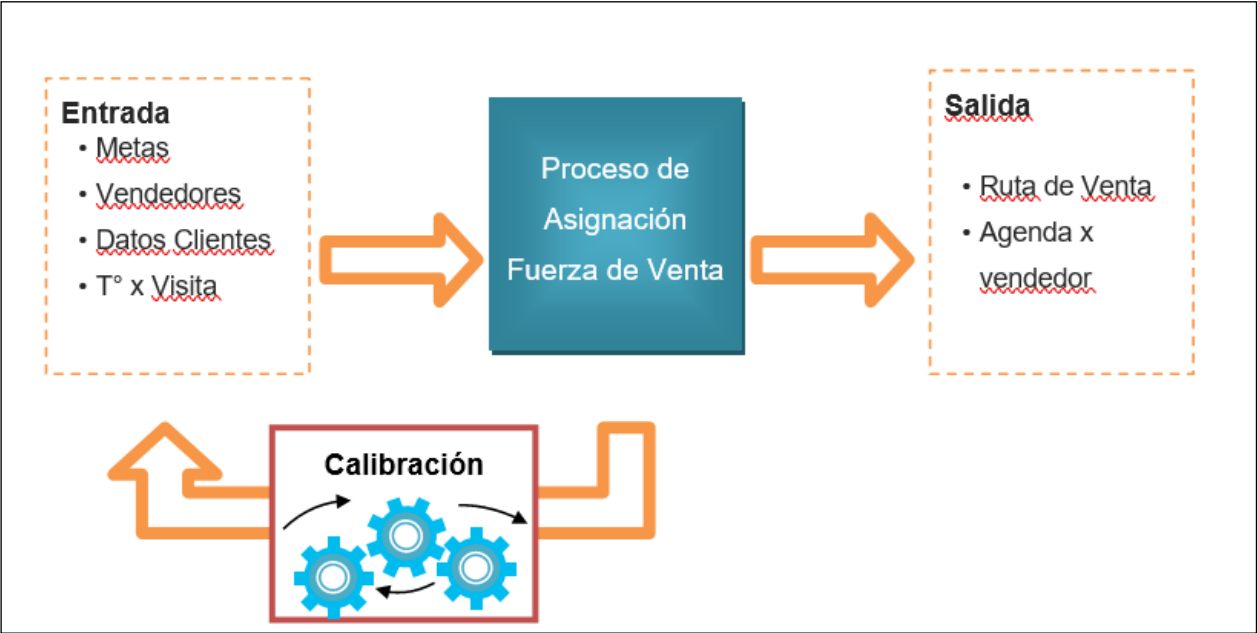 Entrada
• Metas
• Vendedores
• Datos Clientes
• T° x Visita
Proceso de
Asignación
Fuerza de Venta
Salida
• Ruta de Venta
• Agenda x
vendedor
Calibración